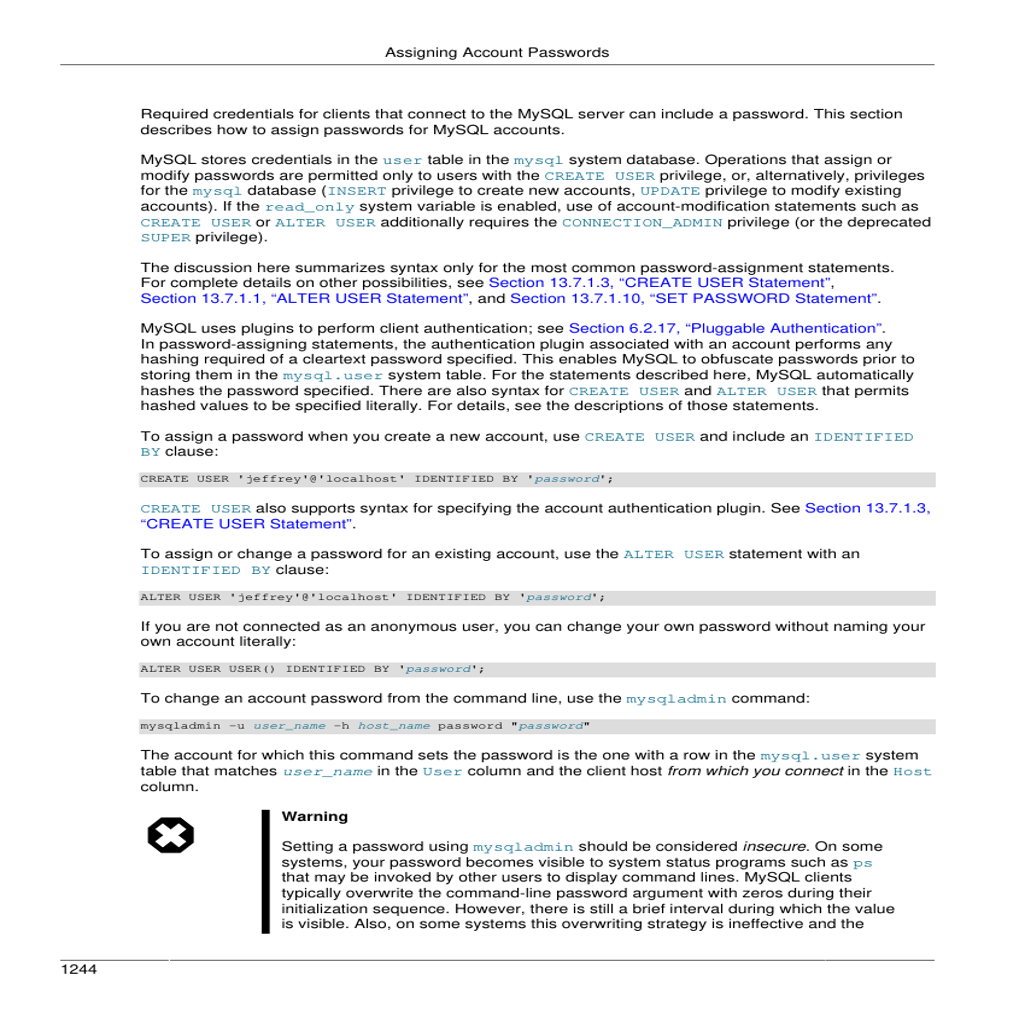 Assigning Account Passwords
Required credentials for clients that connect to the MySQL server can include a password. This section
describes how to assign passwords for MySQL accounts.
MySQL stores credentials in the user table in the mysql system database. Operations that assign or
modify passwords are permitted only to users with the CREATE USER privilege, or, alternatively, privileges
for the mysql database (INSERT privilege to create new accounts, UPDATE privilege to modify existing
accounts). If the read_only system variable is enabled, use of account-modification statements such as
CREATE USER or ALTER USER additionally requires the CONNECTION_ADMIN privilege (or the deprecated
SUPER privilege).
The discussion here summarizes syntax only for the most common password-assignment statements.
For complete details on other possibilities, see Section 13.7.1.3, “CREATE USER Statement”,
Section 13.7.1.1, “ALTER USER Statement”, and Section 13.7.1.10, “SET PASSWORD Statement”.
MySQL uses plugins to perform client authentication; see Section 6.2.17, “Pluggable Authentication”.
In password-assigning statements, the authentication plugin associated with an account performs any
hashing required of a cleartext password specified. This enables MySQL to obfuscate passwords prior to
storing them in the mysql.user system table. For the statements described here, MySQL automatically
hashes the password specified. There are also syntax for CREATE USER and ALTER USER that permits
hashed values to be specified literally. For details, see the descriptions of those statements.
To assign a password when you create a new account, use CREATE USER and include an IDENTIFIED
BY clause:
CREATE USER 'jeffrey'@'localhost' IDENTIFIED BY 'password';
CREATE USER also supports syntax for specifying the account authentication plugin. See Section 13.7.1.3,
“CREATE USER Statement”.
To assign or change a password for an existing account, use the ALTER USER statement with an
IDENTIFIED BY clause:
ALTER USER 'jeffrey'@'localhost' IDENTIFIED BY 'password';
If you are not connected as an anonymous user, you can change your own password without naming your
own account literally:
ALTER USER USER() IDENTIFIED BY 'password';
To change an account password from the command line, use the mysqladmin command:
mysqladmin -u user_name -h host_name password "password"
The account for which this command sets the password is the one with a row in the mysql.user system
table that matches user_name in the User column and the client host from which you connect in the Host
column.
Warning
Setting a password using mysqladmin should be considered insecure. On some
systems, your password becomes visible to system status programs such as ps
that may be invoked by other users to display command lines. MySQL clients
typically overwrite the command-line password argument with zeros during their
initialization sequence. However, there is still a brief interval during which the value
is visible. Also, on some systems this overwriting strategy is ineffective and the
1244